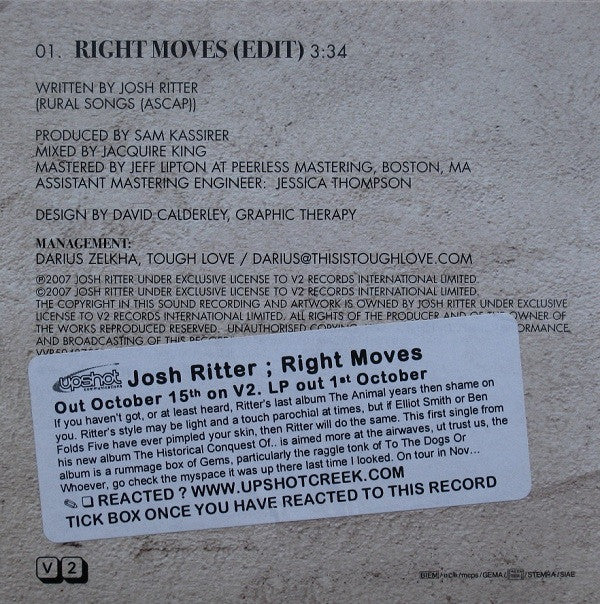 01. RIGHT MOVES (EDIT) 3:34
WRITTEN BY JOSH RITTER
(RURAL SONGS (ASCAP))
PRODUCED BY SAM KASSIRER
MIXED BY JACQUIRE KING
MASTERED BY JEFF LIPTON AT PEERLESS MASTERING, BOSTON, MA
ASSISTANT MASTERING ENGINEER: JESSICA THOMPSON
DESIGN BY DAVID CALDERLEY, GRAPHIC THERAPY
MANAGEMENT:
DARIUS ZELKHA, TOUGH LOVE / DARIUS@THISISTOUGHLOVE.COM
℗2007 JOSH RITTER UNDER EXCLUSIVE LICENSE TO V2 RECORDS INTERNATIONAL LIMITED.
©2007 JOSH RITTER UNDER EXCLUSIVE LICENSE TO V2 RECORDS INTERNATIONAL LIMITED.
THE COPYRIGHT IN THIS SOUND RECORDING AND ARTWORK IS OWNED BY JOSH RITTER UNDER EXCLUSIVE
LICENSE TO V2 RECORDS INTERNATIONAL LIMITED. ALL RIGHTS OF THE PRODUCER AND OF OWNER OF
THE WORKS REPRODUCED RESERVED. UNAUTHORISED COPYING
AND BROADCASTING OF THIS
upshot communications
Josh Ritter ; Right Moves
Out October 15th on V2. LP out 1st October
If you haven't got, or at least heard, Ritter's last album The Animal years then shame on
you. Ritter's style may be light and a touch parochial at times, but if Elliot Smith or Ben
Folds Five have ever pimpled your skin, then Ritter will do the same. This first single from
his new album The Historical Conquest Of.. is aimed more at the airwaves, ut trust us, the
album is a rummage box of Gems, particularly the raggle tonk of To The Dogs Or
Whoever, go check the myspace it was up there last time I looked. On tour in Nov...
✎ ❏ REACTED ? WWW.UPSHOTCREEK.COM
TICK BOX ONCE YOU HAVE REACTED TO THIS RECORD
V2
BIEM / ncb / mcps / GEMA / STEMRA / SIAE